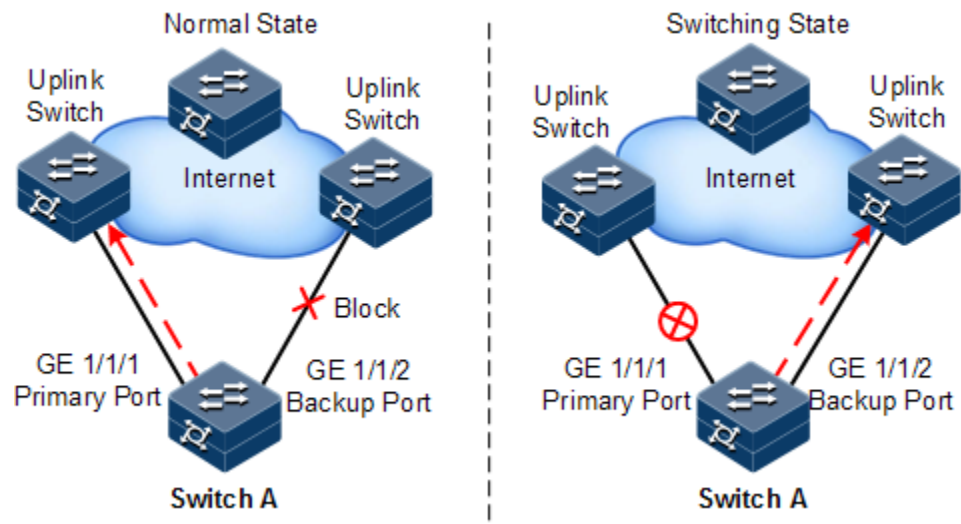 Normal State
Uplink
Switch
Uplink
Switch
Internet
Block
GE 1/1/1
Primary Port
GE 1/1/2
Backup Port
Switch A
Switching State
Uplink
Switch
Uplink
Switch
Internet
GE 1/1/1
Primary Port
GE 1/1/2
Backup Port
Switch A